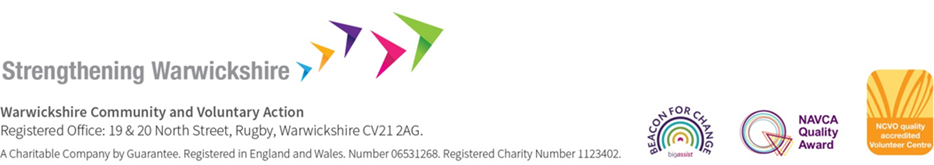 Strengthening Warwickshire
Warwickshire Community and Voluntary Action
Registered Office: 19 & 20 North Street, Rugby, Warwickshire CV21 2AG.
A Charitable Company by Guarantee. Registered in England and Wales. Number 06531268. Registered Charity Number 1123402.
BEACON FOR CHANGE
bigassist
NAVCA
Quality
Award
NCVO quality
accredited
Volunteer Centre